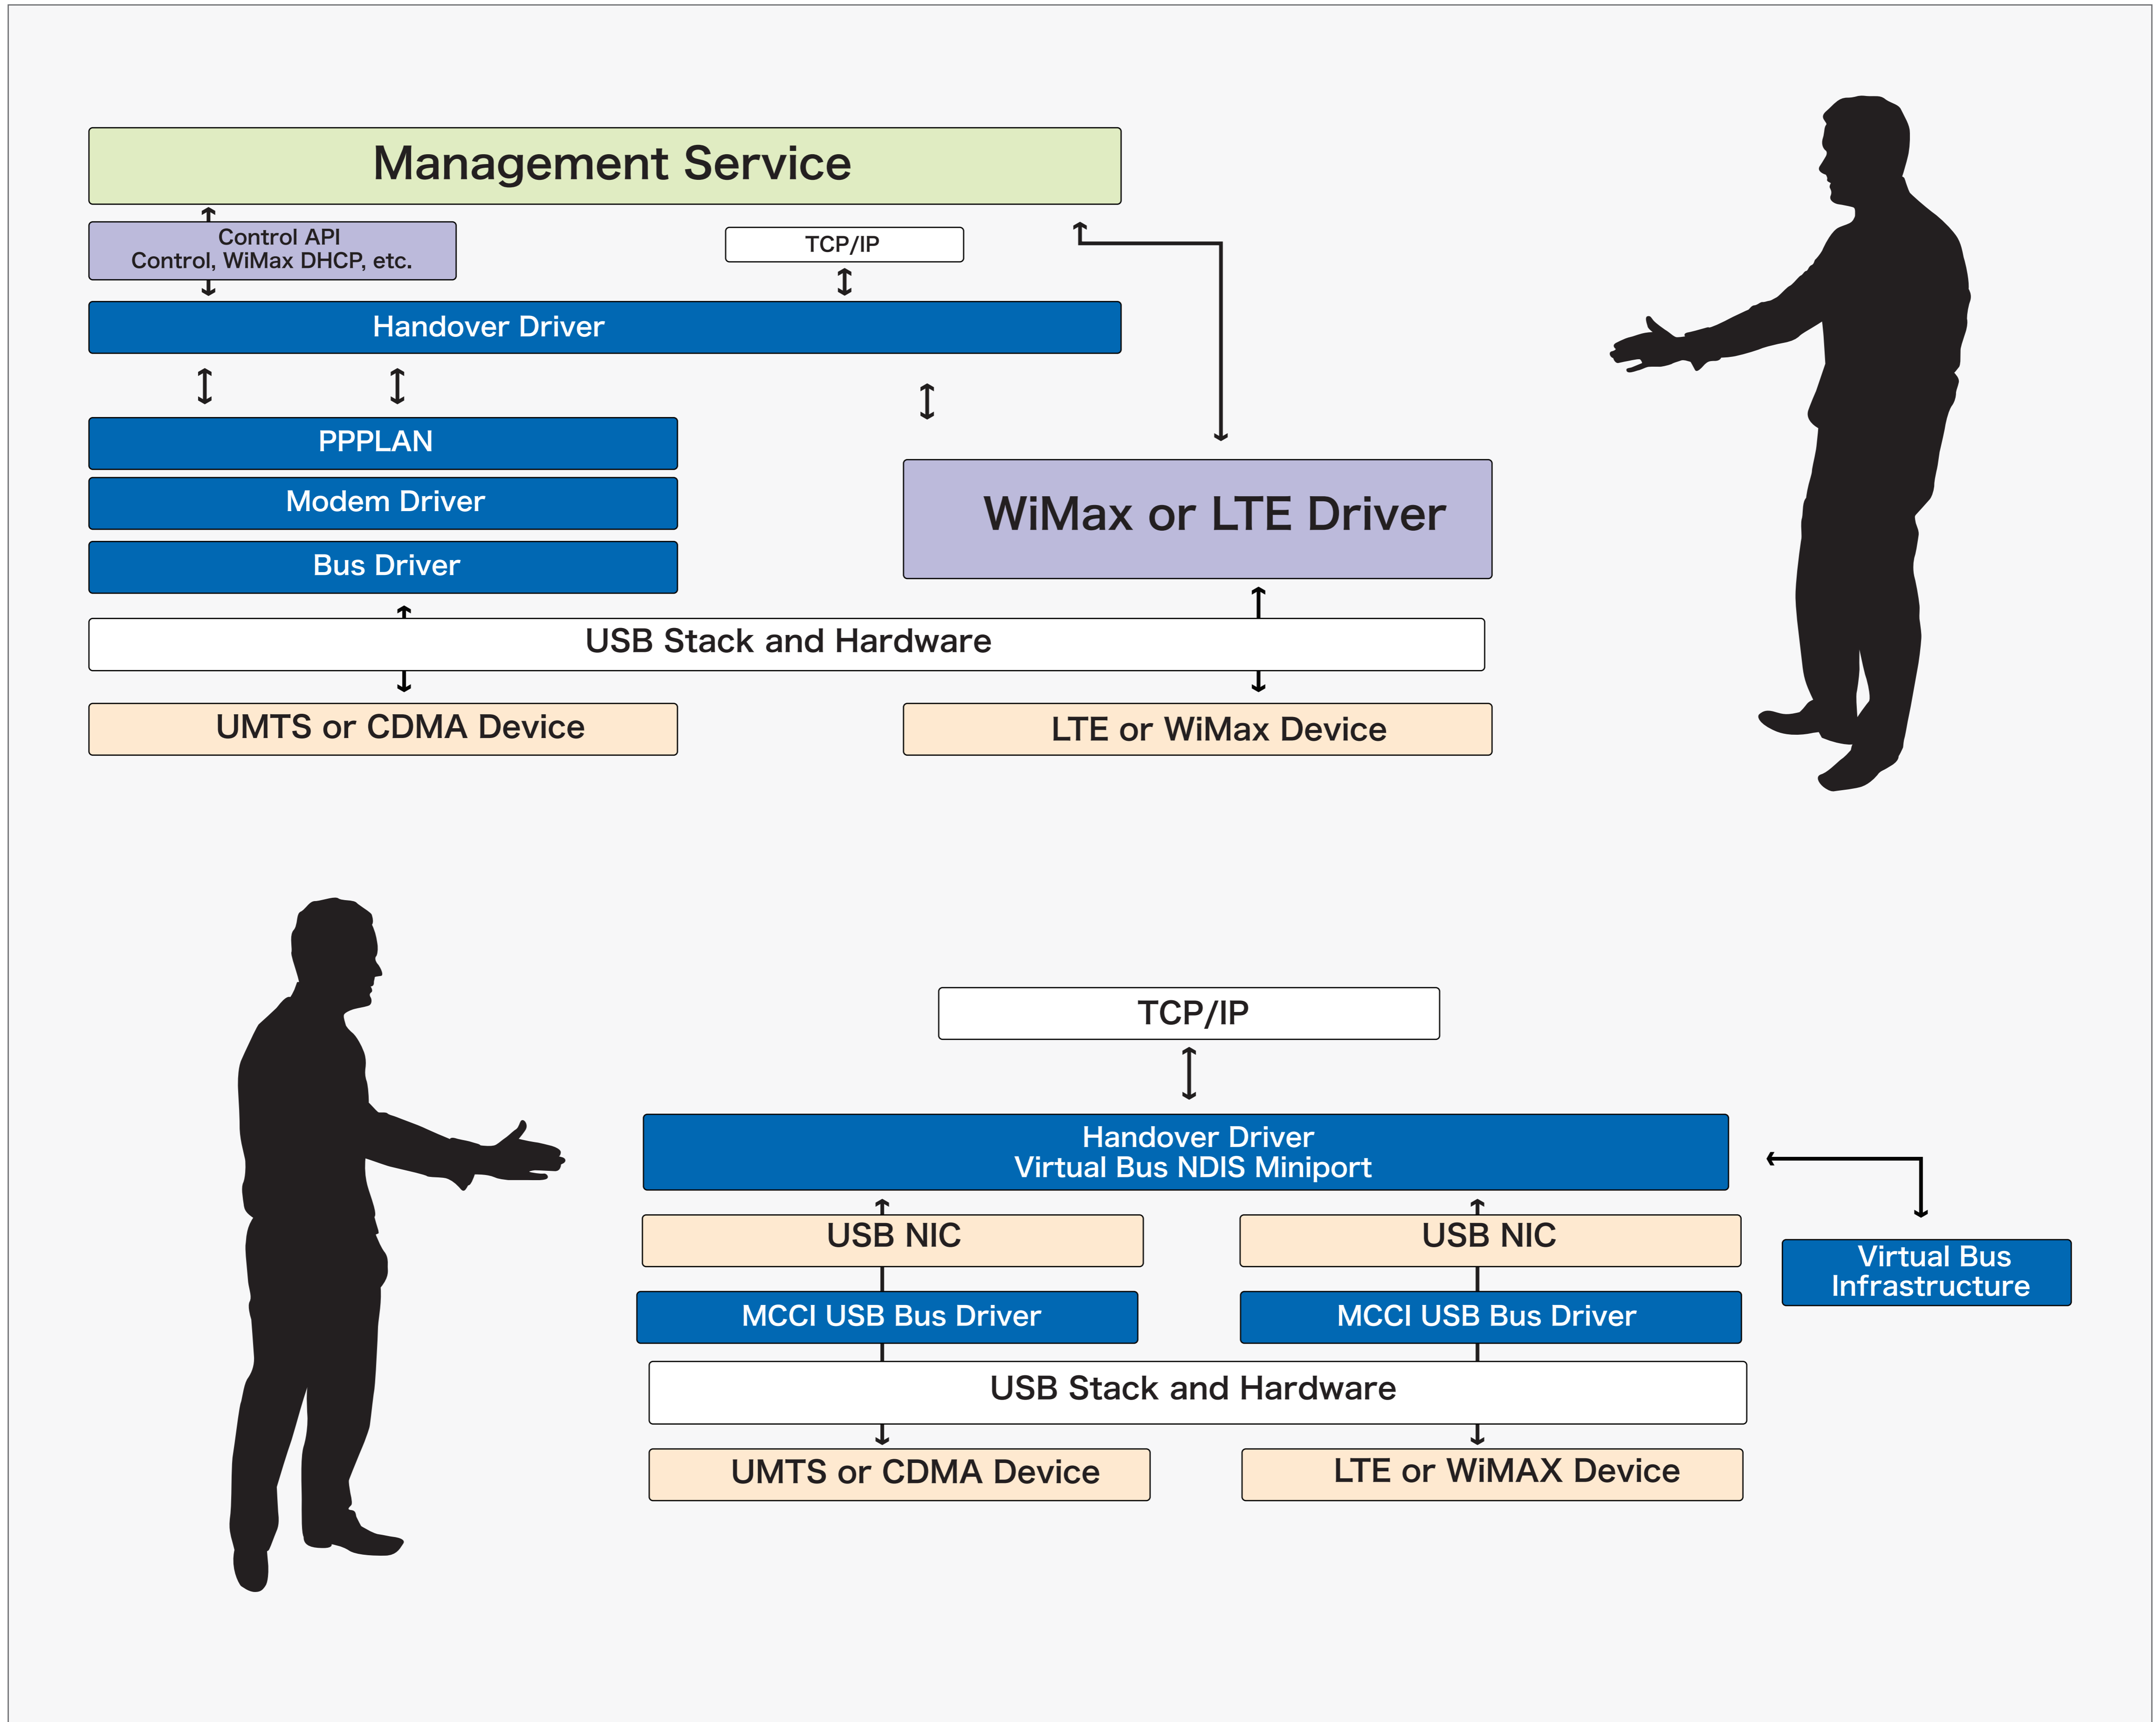 Management Service
Control API
Control, WiMax DHCP, etc.
TCP/IP
Handover Driver
PPPLAN
Modem Driver
Bus Driver
WiMax or LTE Driver
USB Stack and Hardware
UMTS or CDMA Device
LTE or WiMax Device
TCP/IP
Handover Driver
Virtual Bus NDIS Miniport
USB NIC
USB NIC
Virtual Bus
Infrastructure
MCCI USB Bus Driver
MCCI USB Bus Driver
USB Stack and Hardware
UMTS or CDMA Device
LTE or WiMAX Device